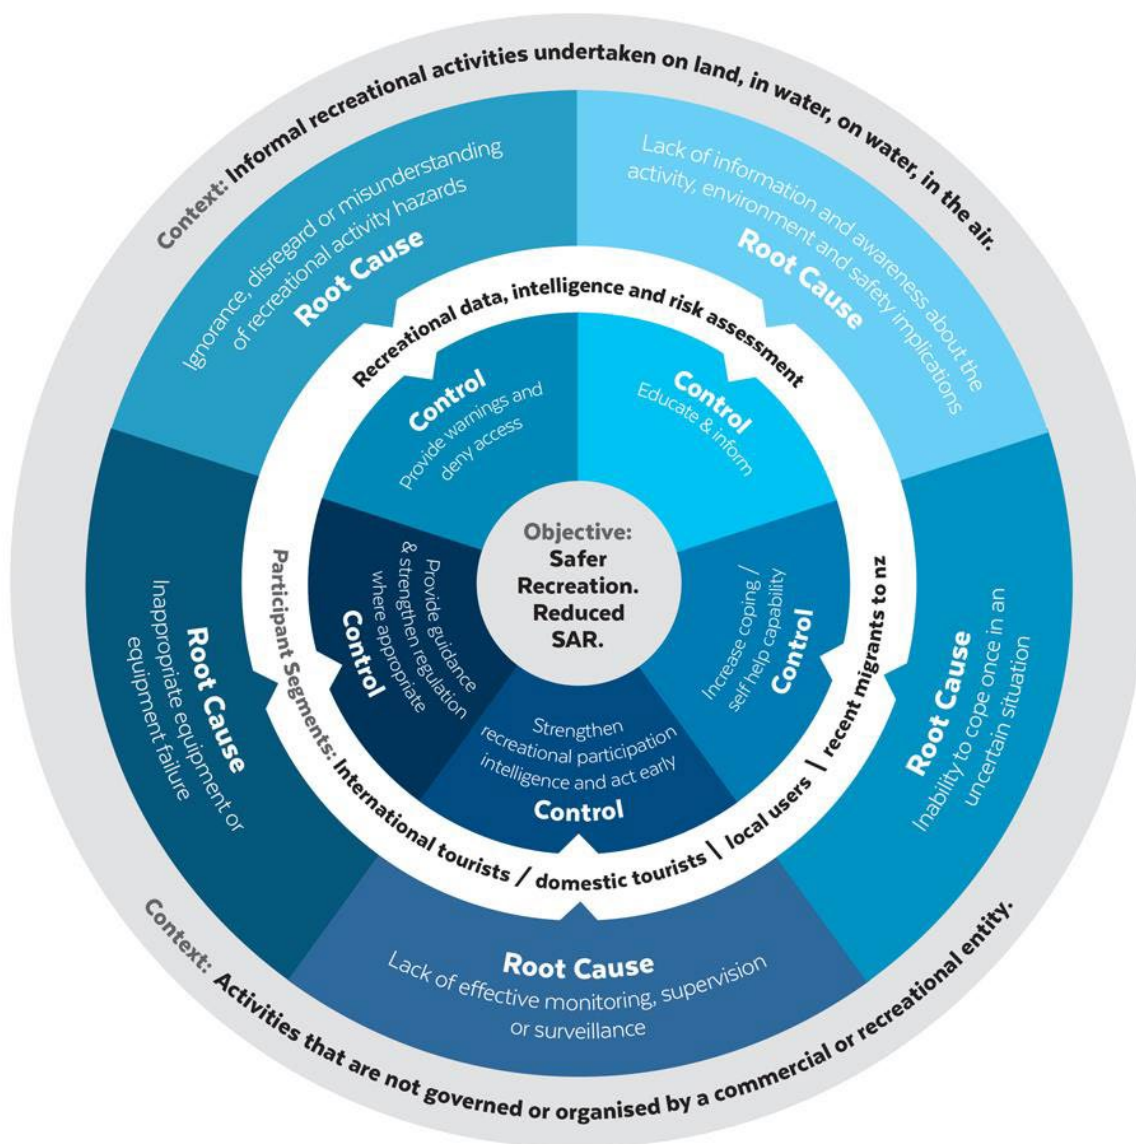 Context: Informal recreational activities undertaken on land, in water, on water, in the air.
Ignorance, disregard or misunderstanding
of recreational activity hazards
Root Cause
Lack of information and awareness about the
activity, environment and safety implications
Root Cause
Recreational data, intelligence and risk assessment
Control
Provide warnings and
deny access
Control
Educate & inform
Objective:
Safer
Recreation.
Reduced
SAR.
Control
Provide guidance
& strengthen regulation
where appropriate
Increase coping /
self help capability
Control
Strengthen
recreational participation
intelligence and act early
Control
Participant Segments: International tourists / domestic tourists \ local users \ recent migrants to nz
Root Cause
Inappropriate equipment or
equipment failure
Root Cause
Inability to cope once in an
uncertain situation
Root Cause
Lack of effective monitoring, supervision
or surveillance
Context: Activities that are not governed or organised by a commercial or recreational entity.